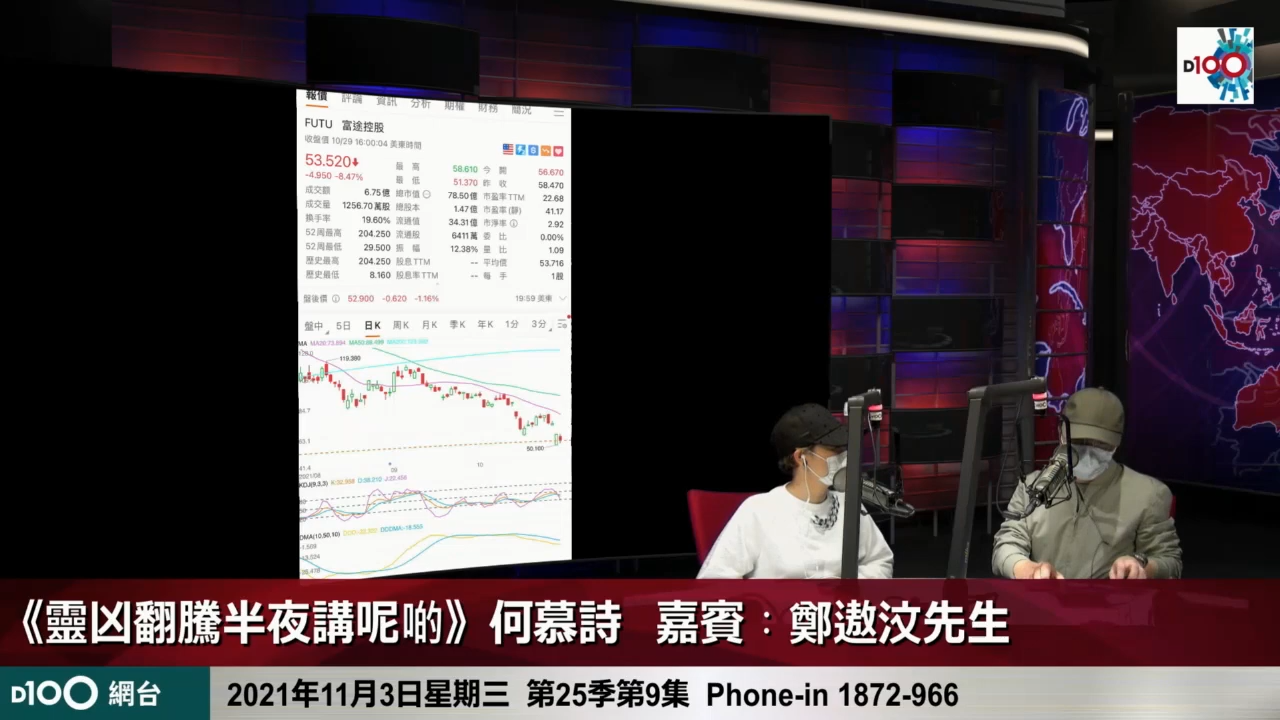 D100
報價 評論 資訊 分析 期權 財務 簡況
FUTU 富途控股
收盤價 10/29 16:00:04 美東時間
53.520
-4.950 -8.47%
最高 58.610 今開 56.670
最低 51.370 昨收 58.470
成交額 6.75億 總市值 78.50億 市盈率TTM 22.68
成交量 1256.70萬股 總股本 1.47億 市盈率(靜) 41.17
換手率 19.60% 流通值 34.31億 市淨率 2.92
52周最高 204.250 流通股 6411萬 委比 0.00%
52周最低 29.500 振幅 12.38% 量比 1.09
歷史最高 204.250 股息TTM -- 平均價 53.716
歷史最低 8.160 股息率TTM -- 每手 1股
盤後價 52.900 -0.620 -1.16% 19:59 美東
盤中 5日 日K 周K 月K 季K 年K 1分 3分
119.380
50.160
09 10
KDJ(9,3,3)
DMA(10,50,10)
《靈凶翻騰半夜講呢啲》何慕詩 嘉賓︰鄭遨汶先生
D100 網台
2021年11月3日星期三 第25季第9集 Phone-in 1872-966